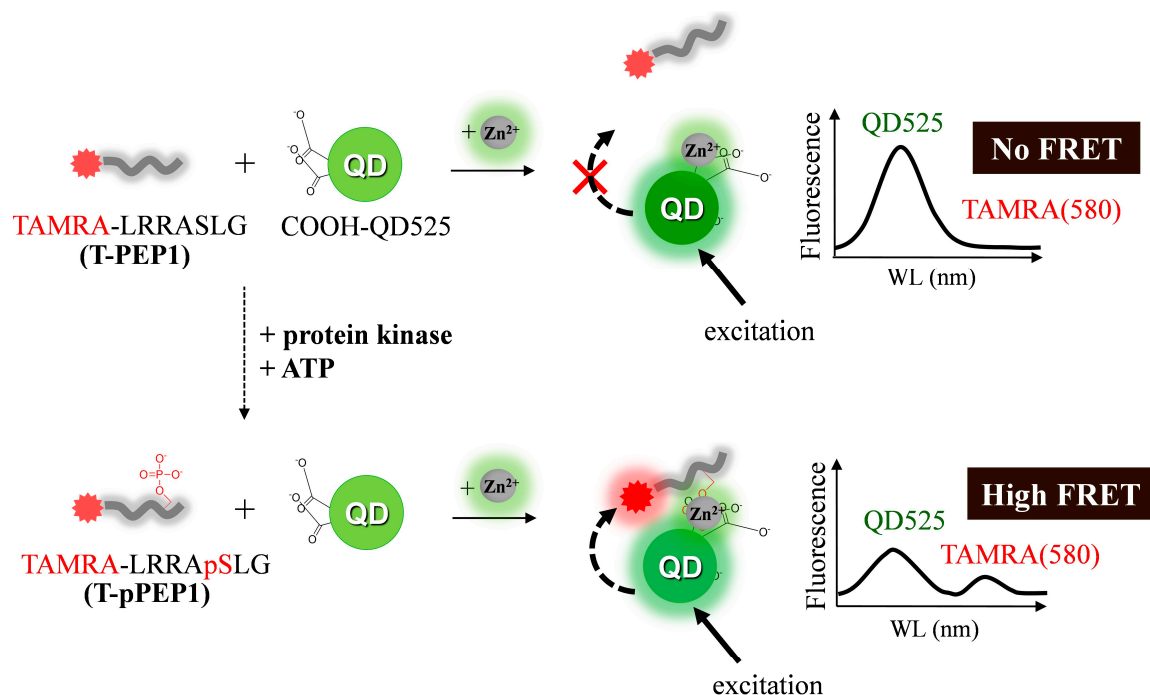 +
QD
+ Zn²⁺
TAMRA-LRRASLG
(T-PEP1)
COOH-QD525
-O
O
-O
O
Zn²⁺
O-
O-
O-
QD
excitation
Fluorescence
QD525
No FRET
TAMRA(580)
WL (nm)
+ protein kinase
+ ATP
O-
O=P-O-
O
+
-O
O
-O
O
QD
+ Zn²⁺
TAMRA-LRRApSLG
(T-pPEP1)
Zn²⁺
O-
O-
O-
QD
excitation
Fluorescence
QD525
High FRET
TAMRA(580)
WL (nm)